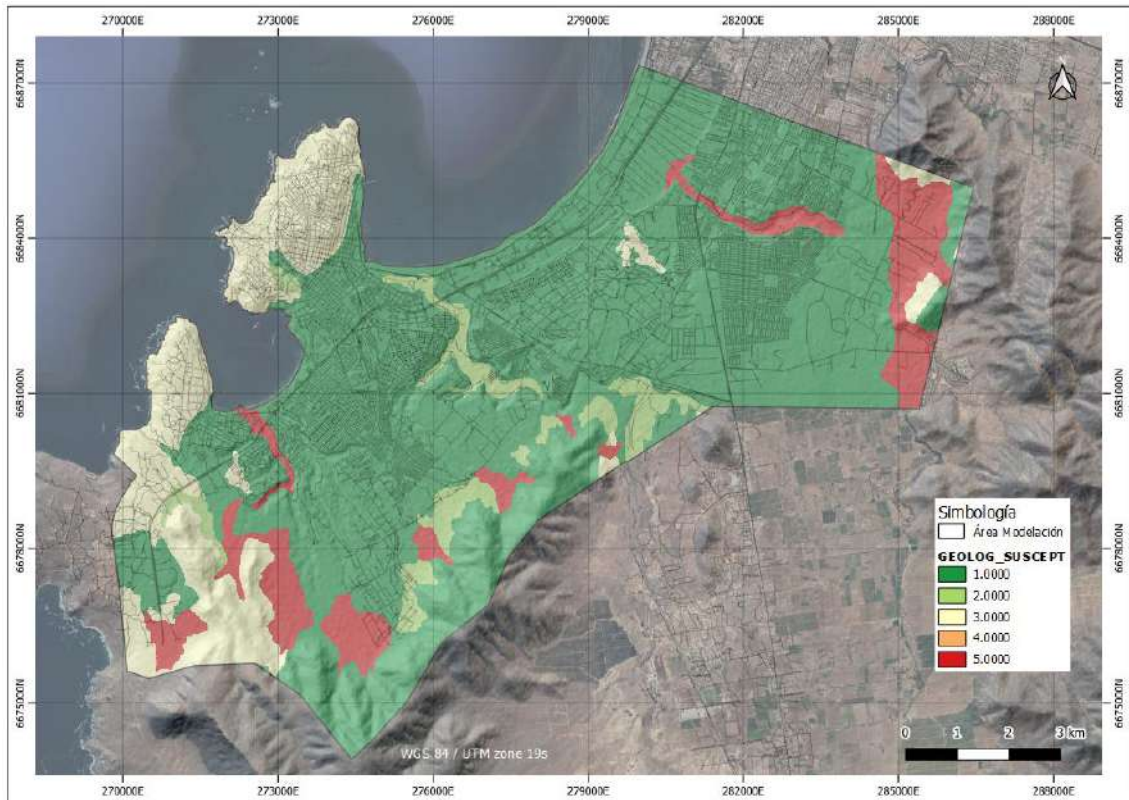 270000E 273000E 276000E 279000E 282000E 285000E 288000E
6687000N 6687000N
6684000N 6684000N
6681000N 6681000N
6678000N 6678000N
6675000N 6675000N
Simbología
Área Modelación
GEOLOG_SUSCEPT
1.0000
2.0000
3.0000
4.0000
5.0000
0 1 2 3 km
WGS 84 / UTM zone 19s
270000E 273000E 276000E 279000E 282000E 285000E 288000E